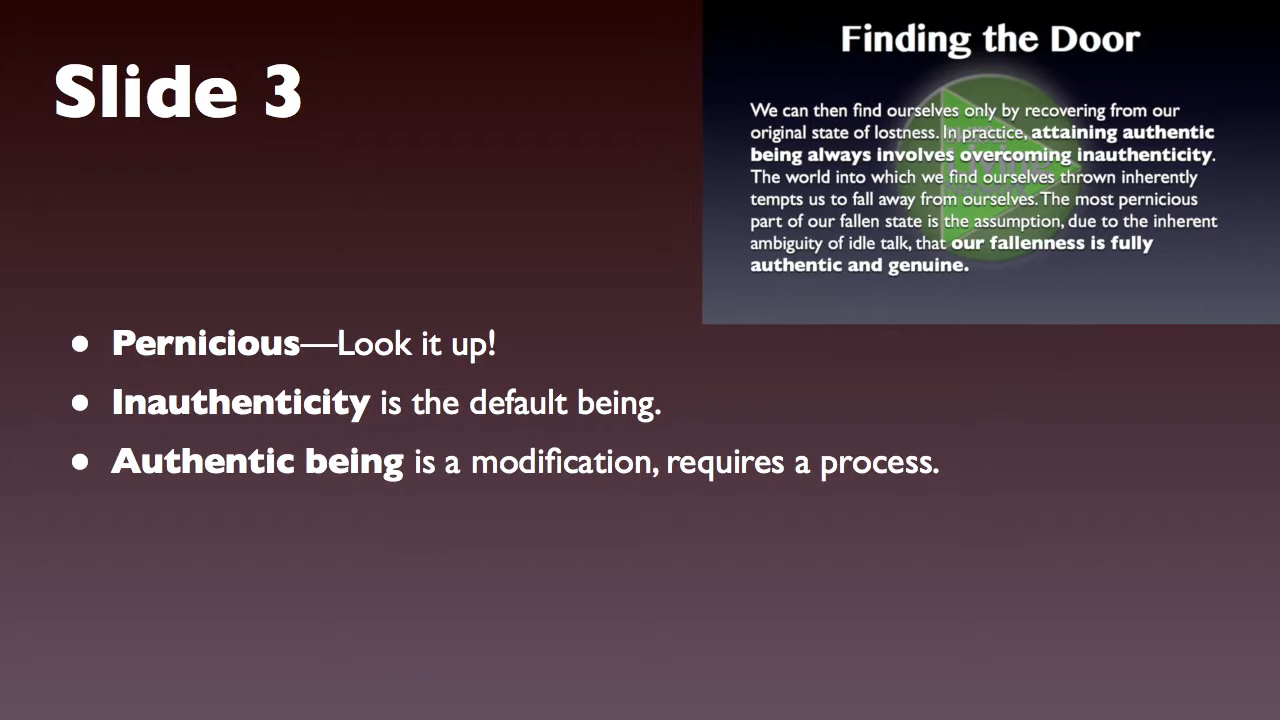 Slide 3
Finding the Door
We can then find ourselves only by recovering from our
original state of lostness. In practice, attaining authentic
being always involves overcoming inauthenticity.
The world into which we find ourselves thrown inherently
tempts us to fall away from ourselves. The most pernicious
part of our fallen state is the assumption, due to the inherent
ambiguity of idle talk, that our fallenness is fully
authentic and genuine.
• Pernicious—Look it up!
• Inauthenticity is the default being.
• Authentic being is a modification, requires a process.